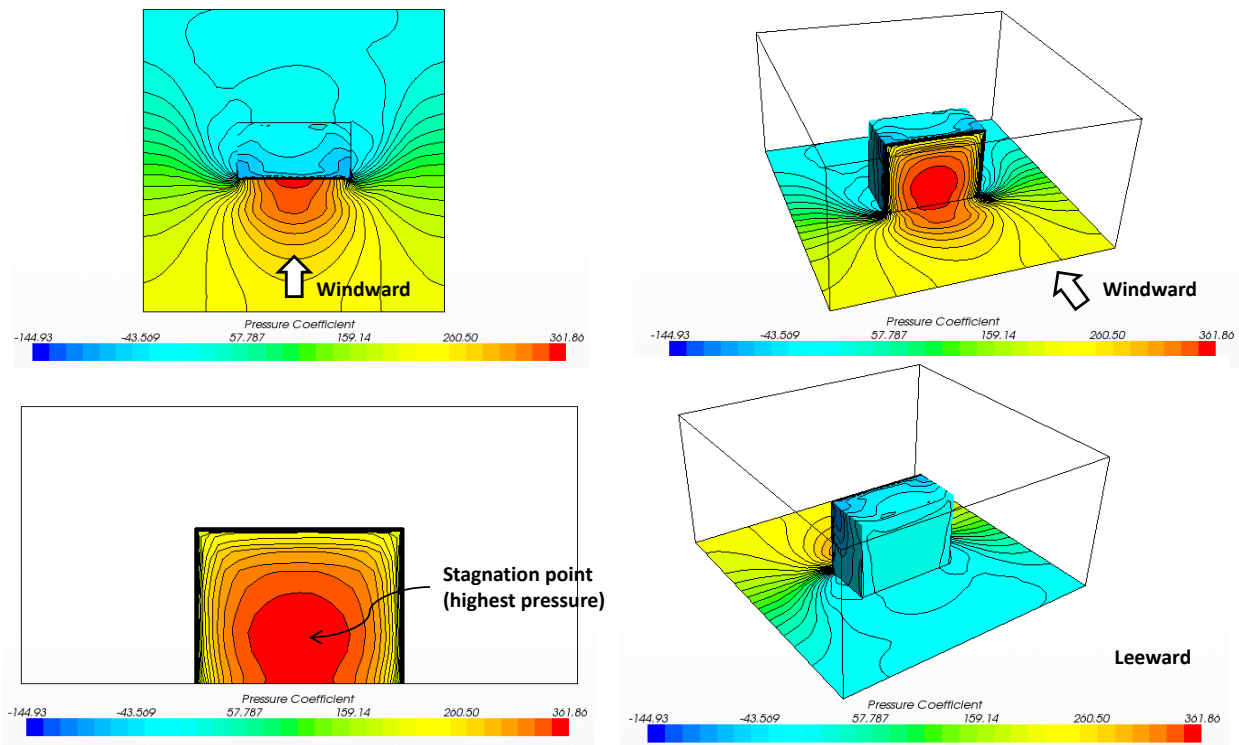 Windward
Pressure Coefficient
-144.93 -43.569 57.787 159.14 260.50 361.86
Windward
Pressure Coefficient
-144.93 -43.569 57.787 159.14 260.50 361.86
Stagnation point
(highest pressure)
Pressure Coefficient
-144.93 -43.569 57.787 159.14 260.50 361.86
Leeward
Pressure Coefficient
-144.93 -43.569 57.787 159.14 260.50 361.86